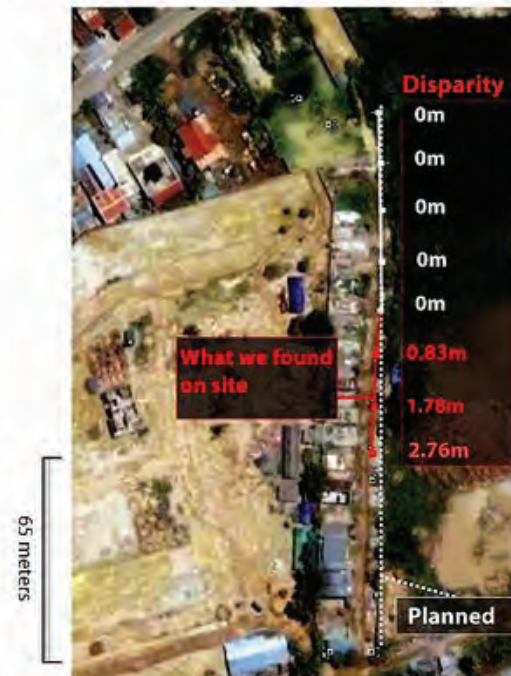 Disparity
0m
0m
0m
0m
0m
What we found
on site
0.83m
1.78m
2.76m
65 meters
Planned